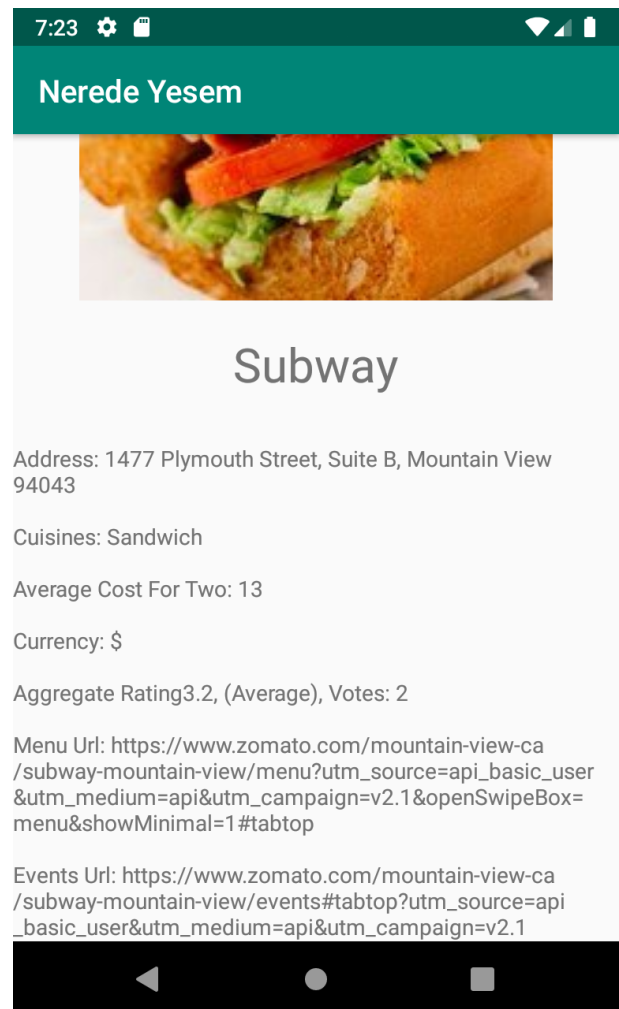 7:23
Nerede Yesem
Subway
Address: 1477 Plymouth Street, Suite B, Mountain View
94043
Cuisines: Sandwich
Average Cost For Two: 13
Currency: $
Aggregate Rating3.2, (Average), Votes: 2
Menu Url: https://www.zomato.com/mountain-view-ca
/subway-mountain-view/menu?utm_source=api_basic_user
&utm_medium=api&utm_campaign=v2.1&openSwipeBox=
menu&showMinimal=1#tabtop
Events Url: https://www.zomato.com/mountain-view-ca
/subway-mountain-view/events#tabtop?utm_source=api
_basic_user&utm_medium=api&utm_campaign=v2.1